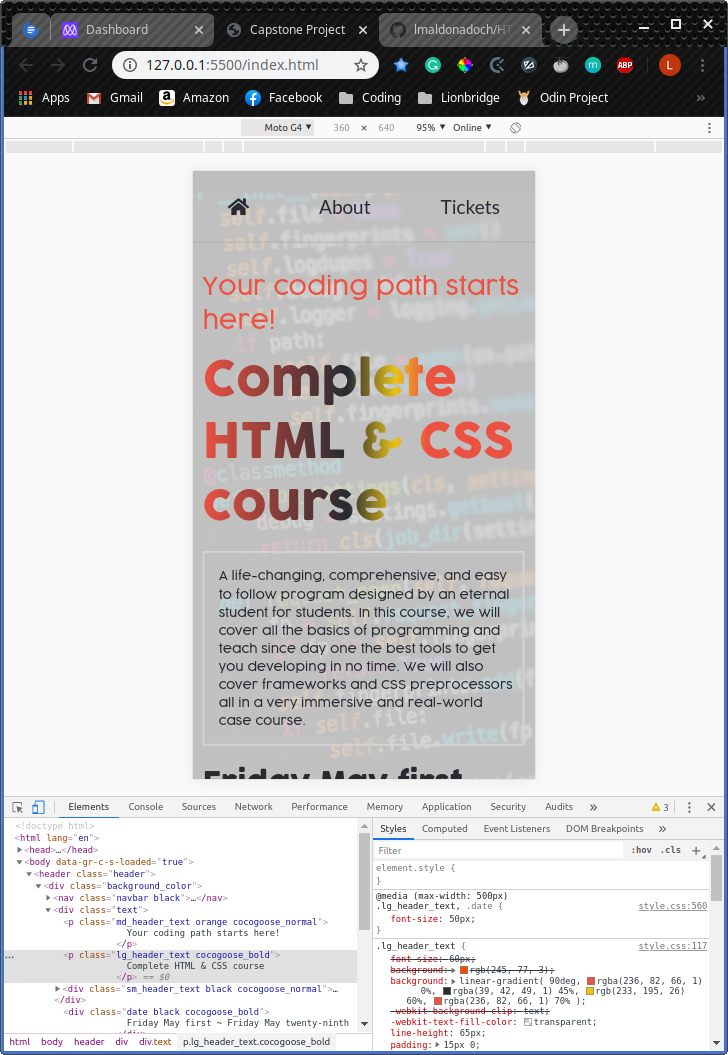 Dashboard
Capstone Project
lmaldonadoch/HT
127.0.0.1:5500/index.html
L
ABP
Apps
Gmail
Amazon
Facebook
Coding
Lionbridge
Odin Project
»
Moto G4
360 × 640
95%
Online
About
Tickets
Your coding path starts
here!
Complete
HTML & CSS
course
A life-changing, comprehensive, and easy
to follow program designed by an eternal
student for students. In this course, we will
cover all the basics of programming and
teach since day one the best tools to get
you developing in no time. We will also
cover frameworks and CSS preprocessors
all in a very immersive and real-world
case course.
Friday May first
Elements
Console
Sources
Network
Performance
Memory
Application
Security
Audits
»
3
<!doctype html>
<html lang="en">
<head>…</head>
<body data-gr-c-s-loaded="true">
<header class="header">
<div class="background_color">
<nav class="navbar black">…</nav>
<div class="text">
<p class="md_header_text orange cocogoose_normal">
Your coding path starts here!
</p>
<p class="lg_header_text cocogoose_bold">
Complete HTML & CSS course
</p> == $0
<div class="sm_header_text black cocogoose_normal">…
</div>
<div class="date black cocogoose_bold">
Friday May first ~ Friday May twenty-ninth
</div>
html body header div div.text p.lg_header_text.cocogoose_bold
Styles
Computed
Event Listeners
DOM Breakpoints
»
Filter
:hov .cls +
element.style {
}
@media (max-width: 500px)
.lg_header_text, .date {
style.css:560
font-size: 50px;
}
.lg_header_text {
style.css:117
font-size: 60px;
background: rgb(245, 77, 3);
background: linear-gradient( 90deg, rgba(236, 82, 66, 1)
0%, rgba(39, 42, 49, 1) 45%, rgb(233, 195, 26)
60%, rgba(236, 82, 66, 1) 70% );
-webkit-background-clip: text;
-webkit-text-fill-color: transparent;
line-height: 65px;
padding: 15px 0;